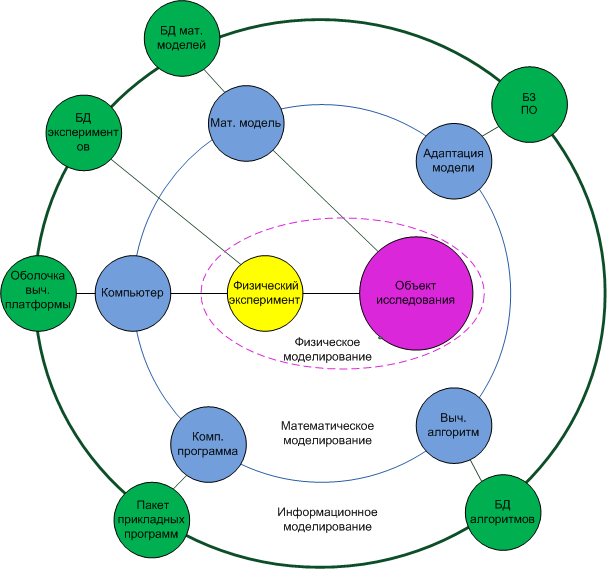 БД мат.
моделей
БЗ
ПО
БД
эксперимент
ов
Мат. модель
Адаптация
модели
Оболочка
выч.
платформы
Компьютер
Физический
эксперимент
Объект
исследования
Физическое
моделирование
Математическое
моделирование
Выч.
алгоритм
Комп.
программа
Пакет
прикладных
программ
Информационное
моделирование
БД
алгоритмов